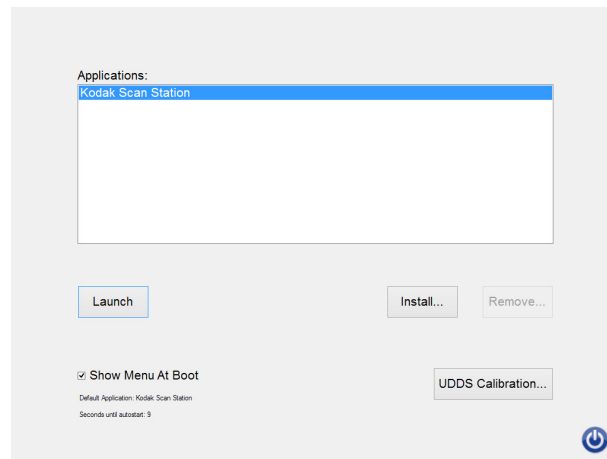 Applications:
Kodak Scan Station
Launch
Install...
Remove...
Show Menu At Boot
UDDS Calibration...
Default Application: Kodak Scan Station
Seconds until autostart: 9